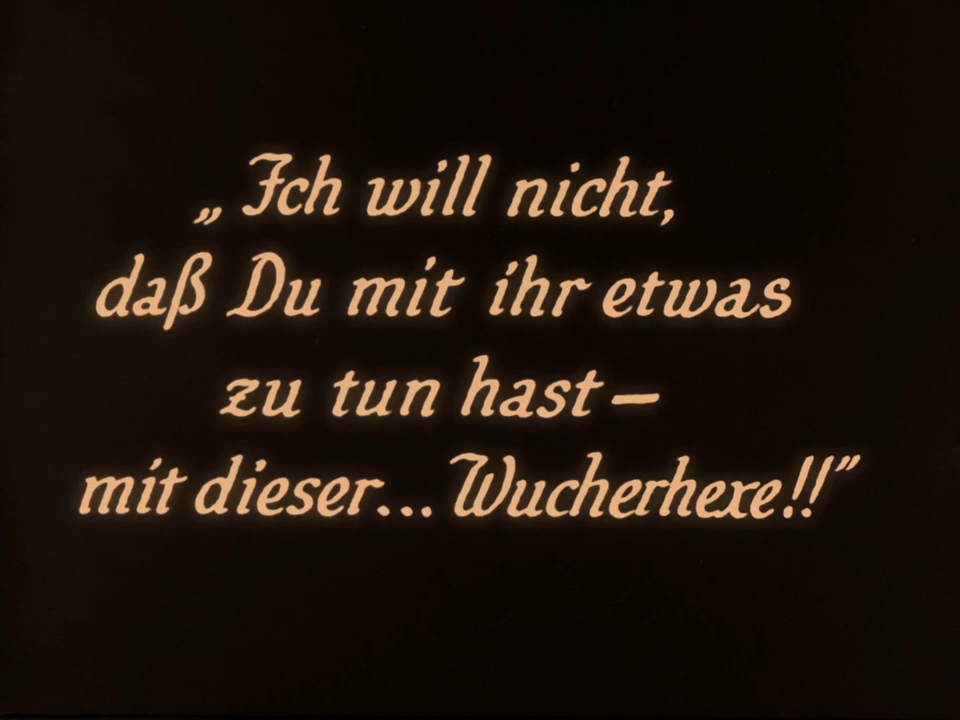 „Ich will nicht,
daß Du mit ihr etwas
zu tun hast —
mit dieser... Wucherhexe!!”